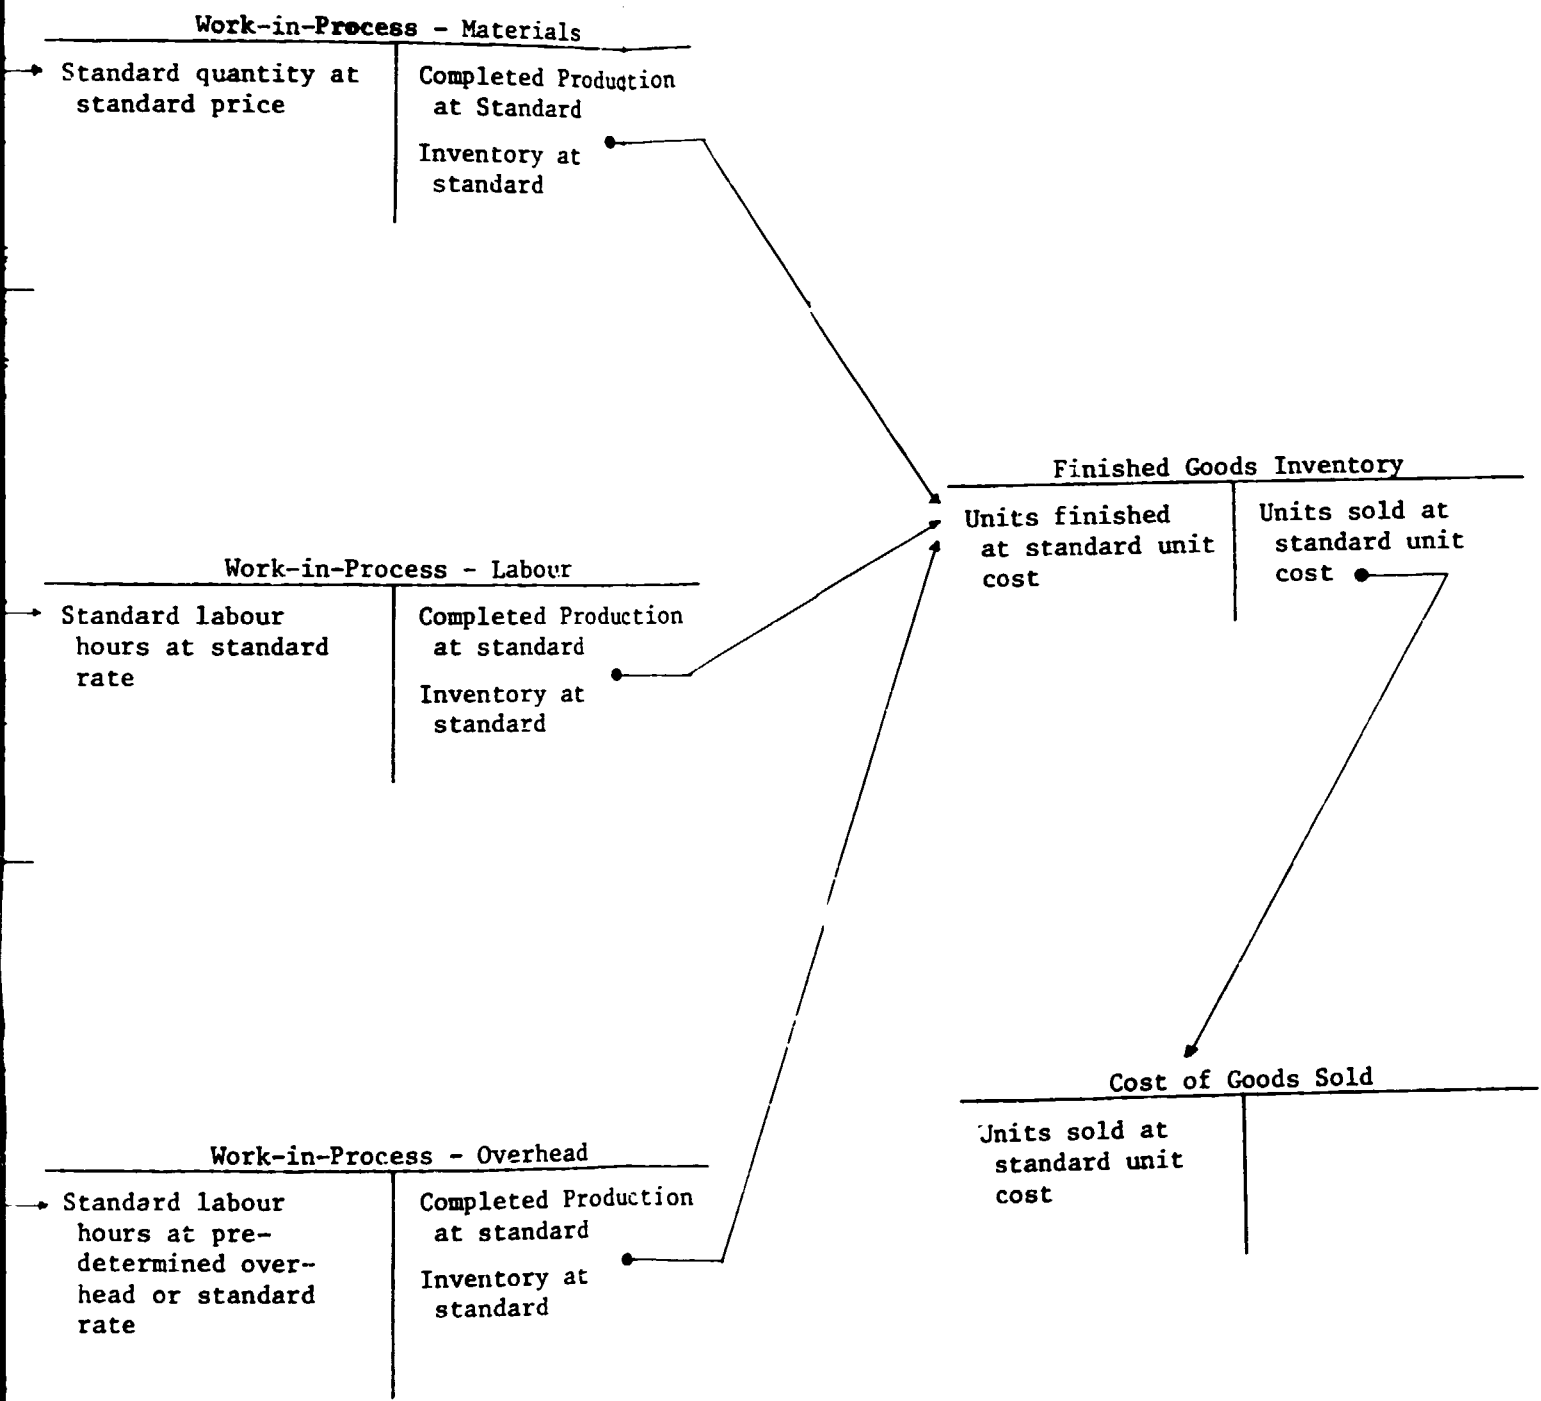 Work-in-Process - Materials
Standard quantity at
standard price
Completed Production
at Standard
Inventory at
standard
Finished Goods Inventory
Units finished
at standard unit
cost
Units sold at
standard unit
cost
Work-in-Process - Labour
Standard labour
hours at standard
rate
Completed Production
at standard
Inventory at
standard
Cost of Goods Sold
Units sold at
standard unit
cost
Work-in-Process - Overhead
Standard labour
hours at pre-
determined over-
head or standard
rate
Completed Production
at standard
Inventory at
standard